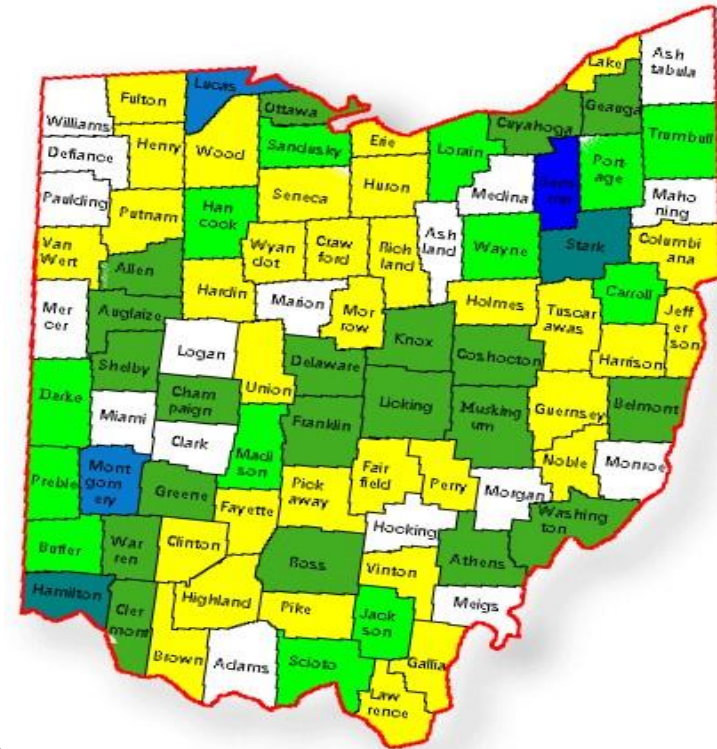 Lake
Ash
tabula
Lucas
Fulton
Williams
Ottawa
Cuyahoga
Geauga
Defiance
Henry
Wood
Sandusky
Erie
Lorain
Medina
Port-
age
Trumbull
Paulding
Putnam
Han
cook
Seneca
Huron
Ash
land
Wayne
Stark
Maho
ning
Columbi
ana
Van
Wert
Allen
Wyan
dot
Craw
ford
Rich
land
Mer
cer
Auglaize
Hardin
Marion
Mor
row
Holmes
Tuscar
awas
Carroll
Jeff
er
son
Shelby
Logan
Union
Delaware
Knox
Coshocton
Harrison
Darke
Miami
Cham
paign
Licking
Musking
um
Guernsey
Belmont
Clark
Madi
son
Franklin
Preble
Mont
gom
ery
Greene
Fayette
Pick
away
Fair
field
Perry
Morgan
Noble
Monroe
Butler
War
ren
Clinton
Ross
Hocking
Athens
Washing
ton
Hamilton
Cler
mont
Highland
Pike
Vinton
Jack
son
Meigs
Brown
Adams
Scioto
Gallia
Law
rence